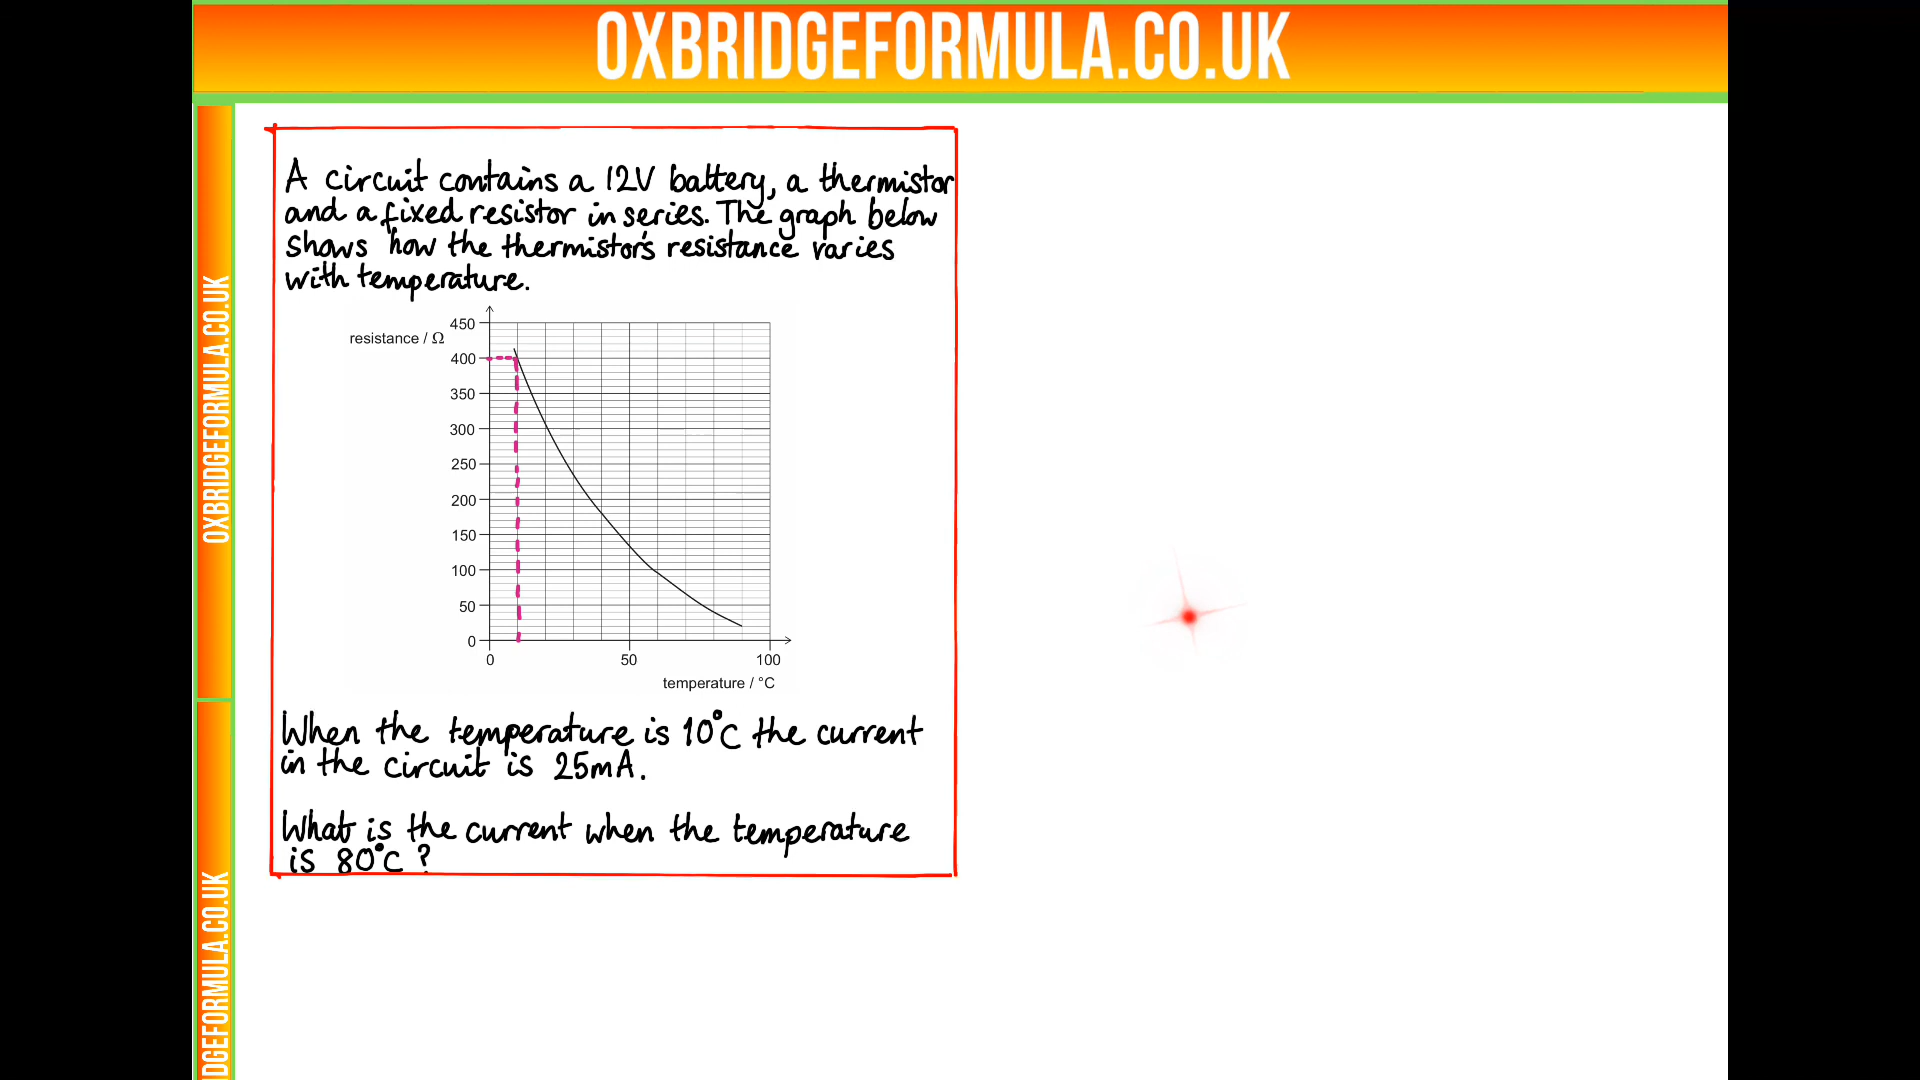 OXBRIDGEFORMULA.CO.UK
OXBRIDGEFORMULA.CO.UK
A circuit contains a 12V battery, a thermistor
and a fixed resistor in series. The graph below
shows how the thermistor's resistance varies
with temperature.
resistance / Ω
450
400
350
300
250
200
150
100
50
0
0 50 100
temperature / °C
When the temperature is 10°C the current
in the circuit is 25mA.
What is the current when the temperature
is 80°C ?
IDGEFORMULA.CO.UK